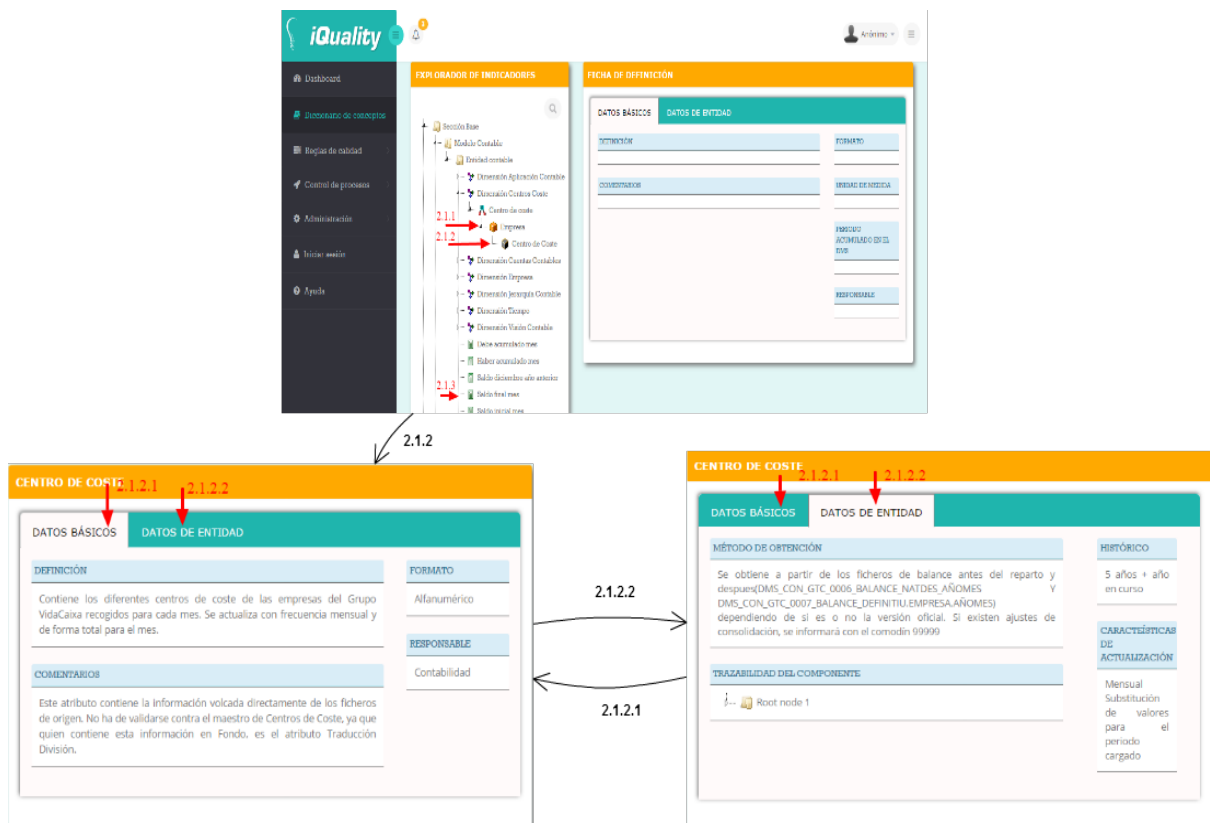 iQuality
1
Anónimo
Dashboard
Diccionario de conceptos
Reglas de calidad
Control de procesos
Administración
Iniciar sesión
Ayuda
EXPLORADOR DE INDICADORES
Sección Base
Modulo Contable
Entidad contable
Dimensión Aplicación Contable
Dimensión Centros Coste
Centro de coste
2.1.1
Empresa
2.1.2
Centro de Coste
Dimensión Cuentas Contables
Dimensión Empresa
Dimensión Jerarquía Contable
Dimensión Tiempo
Dimensión Visión Contable
Debe acumulado mes
Haber acumulado mes
Saldo diciembre año anterior
2.1.3
Saldo final mes
Saldo inicial mes
FICHA DE DEFINICIÓN
DATOS BÁSICOS DATOS DE ENTIDAD
DEFINICIÓN
COMENTARIOS
FORMATO
UNIDAD DE MEDIDA
PERIODO
ACUMULADO EN EL
RESPONSABLE
2.1.2
CENTRO DE COSTE
2.1.2.1 2.1.2.2
DATOS BÁSICOS DATOS DE ENTIDAD
DEFINICIÓN
Contiene los diferentes centros de coste de las empresas del Grupo
VidaCaixa recogidos para cada mes. Se actualiza con frecuencia mensual y
de forma total para el mes.
COMENTARIOS
Este atributo contiene la información volcada directamente de los ficheros
de origen. No ha de validarse contra el maestro de Centros de Coste, ya que
quien contiene esta información en Fondo. es el atributo Traducción
División.
FORMATO
Alfanumérico
RESPONSABLE
Contabilidad
2.1.2.2
2.1.2.1
CENTRO DE COSTE
2.1.2.1 2.1.2.2
DATOS BÁSICOS DATOS DE ENTIDAD
MÉTODO DE OBTENCIÓN
Se obtiene a partir de los ficheros de balance antes del reparto y
despues(DMS_CON_GTC_0006_BALANCE_NATDES_AÑOMES Y
DMS_CON_GTC_0007_BALANCE_DEFINITIU.EMPRESA.AÑOMES)
dependiendo de si es o no la versión oficial. Si existen ajustes de
consolidación, se informará con el comodín 99999
TRAZABILIDAD DEL COMPONENTE
Root node 1
HISTÓRICO
5 años + año
en curso
CARACTEÍSTICAS
DE
ACTUALIZACIÓN
Mensual
Substitución
de valores
para el
periodo
cargado